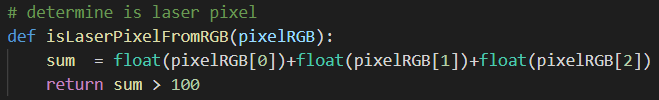 # determine is laser pixel
def isLaserPixelFromRGB(pixelRGB):
    sum  = float(pixelRGB[0])+float(pixelRGB[1])+float(pixelRGB[2])
    return sum > 100